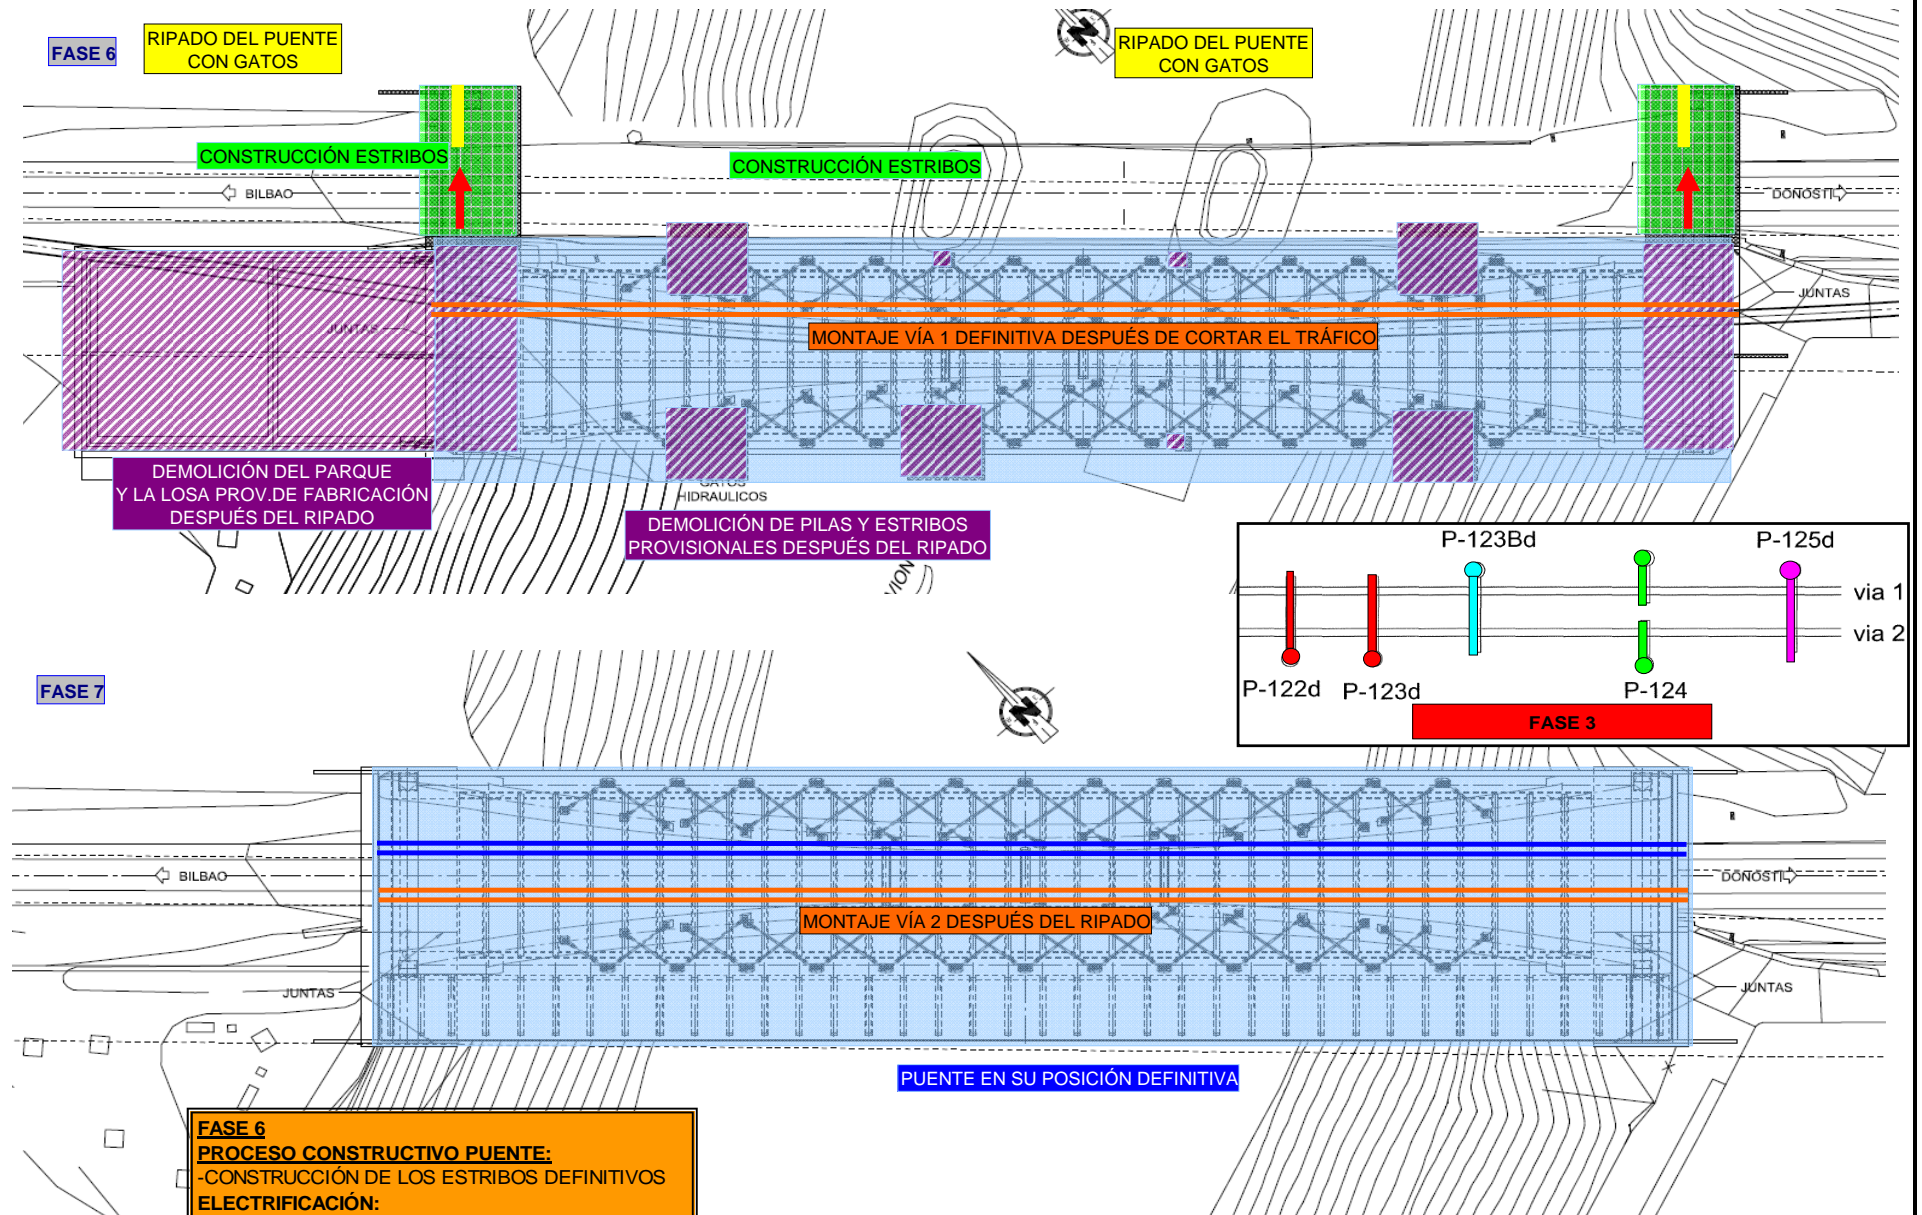 FASE 6
RIPADO DEL PUENTE
CON GATOS
N
RIPADO DEL PUENTE
CON GATOS
CONSTRUCCIÓN ESTRIBOS
CONSTRUCCIÓN ESTRIBOS
BILBAO
DONOSTI
JUNTAS
JUNTAS
MONTAJE VÍA 1 DEFINITIVA DESPUÉS DE CORTAR EL TRÁFICO
DEMOLICIÓN DEL PARQUE
Y LA LOSA PROV.DE FABRICACIÓN
DESPUÉS DEL RIPADO
GATOS
HIDRAULICOS
DEMOLICIÓN DE PILAS Y ESTRIBOS
PROVISIONALES DESPUÉS DEL RIPADO
P-123Bd
P-125d
via 1
via 2
P-122d
P-123d
P-124
FASE 3
FASE 7
N
BILBAO
DONOSTI
MONTAJE VÍA 2 DESPUÉS DEL RIPADO
JUNTAS
JUNTAS
PUENTE EN SU POSICIÓN DEFINITIVA
FASE 6
PROCESO CONSTRUCTIVO PUENTE:
-CONSTRUCCIÓN DE LOS ESTRIBOS DEFINITIVOS
ELECTRIFICACIÓN: